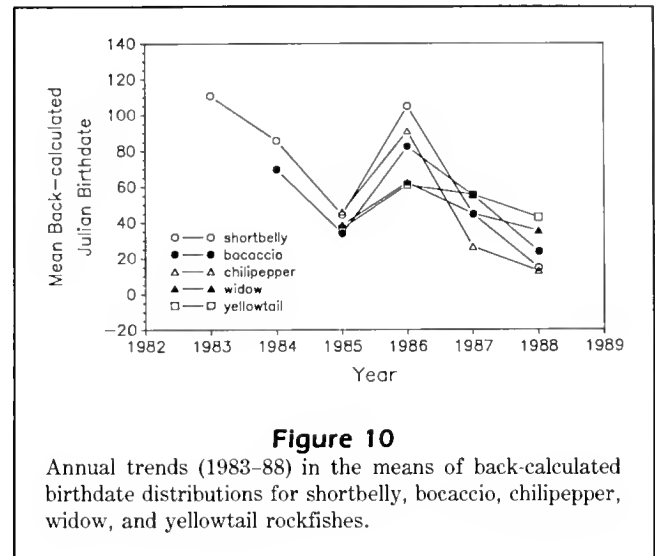 Mean Back-calculated
Julian Birthdate
140
120
100
80
60
40
20
0
−20
shortbelly
bocaccio
chilipepper
widow
yellowtail
1982 1983 1984 1985 1986 1987 1988 1989
Year
Figure 10
Annual trends (1983–88) in the means of back-calculated
birthdate distributions for shortbelly, bocaccio, chilipepper,
widow, and yellowtail rockfishes.